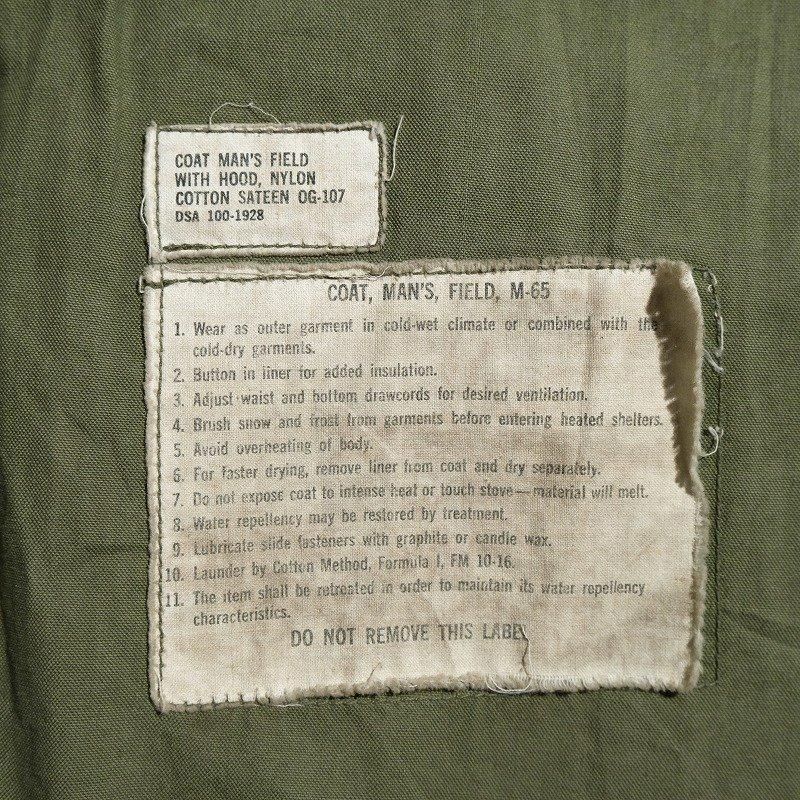 COAT MAN'S FIELD
WITH HOOD, NYLON
COTTON SATEEN OG-107
DSA 100-1928
COAT, MAN'S, FIELD, M-65
1. Wear as outer garment in cold-wet climate or combined with the
cold-dry garments.
2. Button in liner for added insulation.
3. Adjust waist and bottom drawcords for desired ventilation.
4. Brush snow and frost from garments before entering heated shelters.
5. Avoid overheating of body.
6. For faster drying, remove liner from coat and dry separately.
7. Do not expose coat to intense heat or touch stove—material will melt.
8. Water repellency may be restored by treatment.
9. Lubricate slide fasteners with graphite or candle wax.
10. Launder by Cotton Method, Formula I, FM 10-16.
11. The item shall be retreated in order to maintain its water repellency
characteristics.
DO NOT REMOVE THIS LABEL